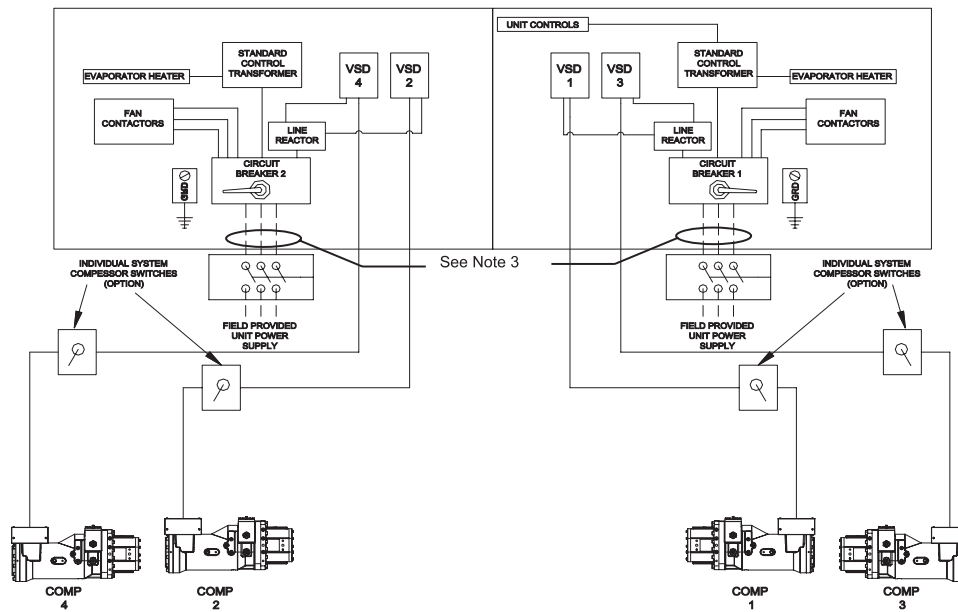 UNIT CONTROLS
STANDARD
CONTROL
TRANSFORMER
VSD
4
VSD
2
EVAPORATOR HEATER
FAN
CONTACTORS
LINE
REACTOR
CIRCUIT
BREAKER 2
GRD
VSD
1
VSD
3
STANDARD
CONTROL
TRANSFORMER
EVAPORATOR HEATER
FAN
CONTACTORS
LINE
REACTOR
CIRCUIT
BREAKER 1
GRD
See Note 3
INDIVIDUAL SYSTEM
COMPESSOR SWITCHES
(OPTION)
FIELD PROVIDED
UNIT POWER
SUPPLY
FIELD PROVIDED
UNIT POWER
SUPPLY
INDIVIDUAL SYSTEM
COMPESSOR SWITCHES
(OPTION)
COMP
4
COMP
2
COMP
1
COMP
3